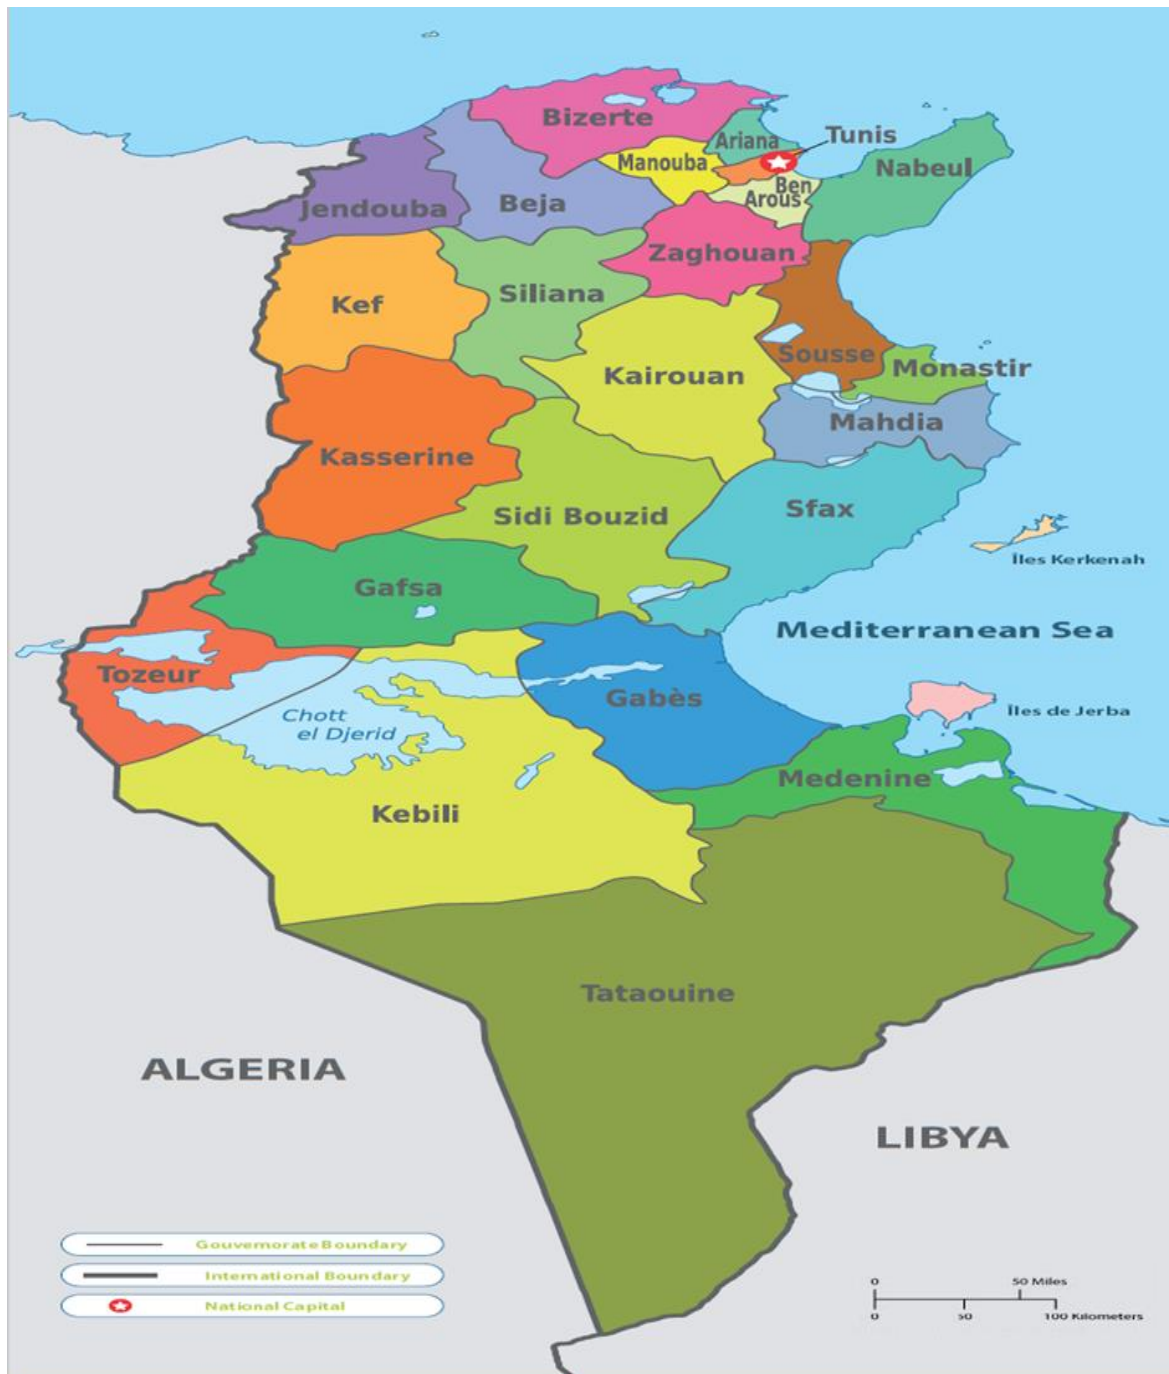 Bizerte
Ariana
Tunis
Manouba
Nabeul
Ben
Arous
Jendouba
Beja
Zaghouan
Kef
Siliana
Sousse
Monastir
Kairouan
Mahdia
Kasserine
Sidi Bouzid
Sfax
Îles Kerkenah
Gafsa
Mediterranean Sea
Tozeur
Gabès
Îles de Jerba
Chott
el Djerid
Medenine
Kebili
Tataouine
ALGERIA
LIBYA
Gouvernorate Boundary
International Boundary
National Capital
0 50 Miles
0 50 100 Kilometers